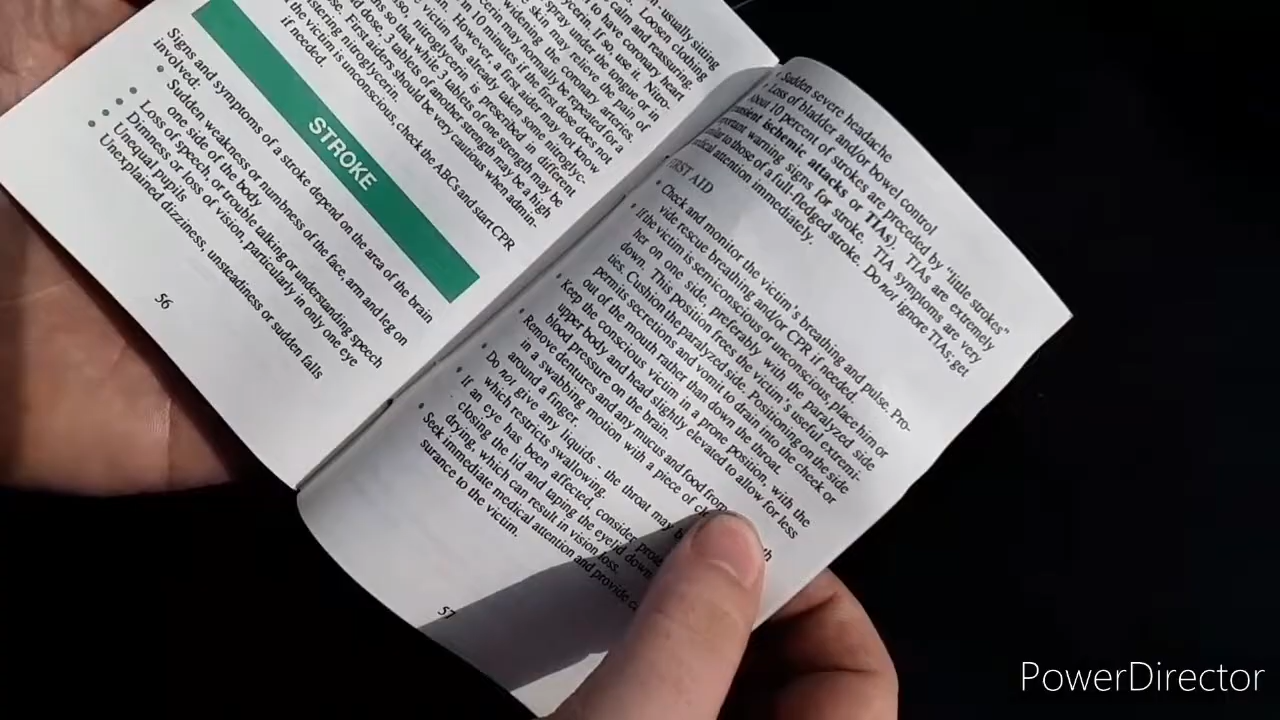 usually sitting
Loosen clothing
calm and reassuring
to have coronary heart
If so, use it. Nitro-
spray under the tongue, or in
skin may relieve the pain of
widening the coronary arteries.
may normally be repeated for
in 10 minutes if the first dose does not
However, a first aider may not know
victim has already taken some nitroglyc-
also, nitroglycerin is prescribed in different
so that while 3 tablets of one strength may be
dose, 3 tablets of another strength may be a high
First aiders should be very cautious when admin-
istering nitroglycerin.
the victim is unconscious, check the ABCs and start CPR
if needed.
STROKE
Signs and symptoms of a stroke depend on the area of the brain
involved:
• Sudden weakness or numbness of the face, arm and leg on
one side of the body
• Loss of speech, or trouble talking or understanding speech
• Dimness or loss of vision, particularly in only one eye
• Unequal pupils
• Unexplained dizziness, unsteadiness or sudden falls
56
• Sudden severe headache
• Loss of bladder and/or bowel control
About 10 percent of strokes are preceded by "little strokes"
ischemic attacks or TIAs). TIAs are extremely
warning signs for stroke. TIA symptoms are very
to those of a full-fledged stroke. Do not ignore TIAs; get
attention immediately.
FIRST AID
• Check and monitor the victim's breathing and pulse. Pro-
vide rescue breathing and/or CPR if needed.
• If the victim is semiconscious or unconscious, place him or
her on one side, preferably with the paralyzed side
down. This position frees the victim's useful extremi-
ties. Cushion the paralyzed side. Positioning on the side
permits secretions and vomit to drain into the cheek or
out of the mouth rather than down the throat.
• Keep the conscious victim in a prone position, with the
upper body and head slightly elevated to allow for less
blood pressure on the brain.
• Remove dentures and any mucus and food from
in a swabbing motion with a piece of
around a finger.
• Do not give any liquids - the throat may
which restricts swallowing.
• If an eye has been affected, consider
closing the lid and taping the eyelid down
drying, which can result in vision loss.
• Seek immediate medical attention and provide
surance to the victim.
57
PowerDirector